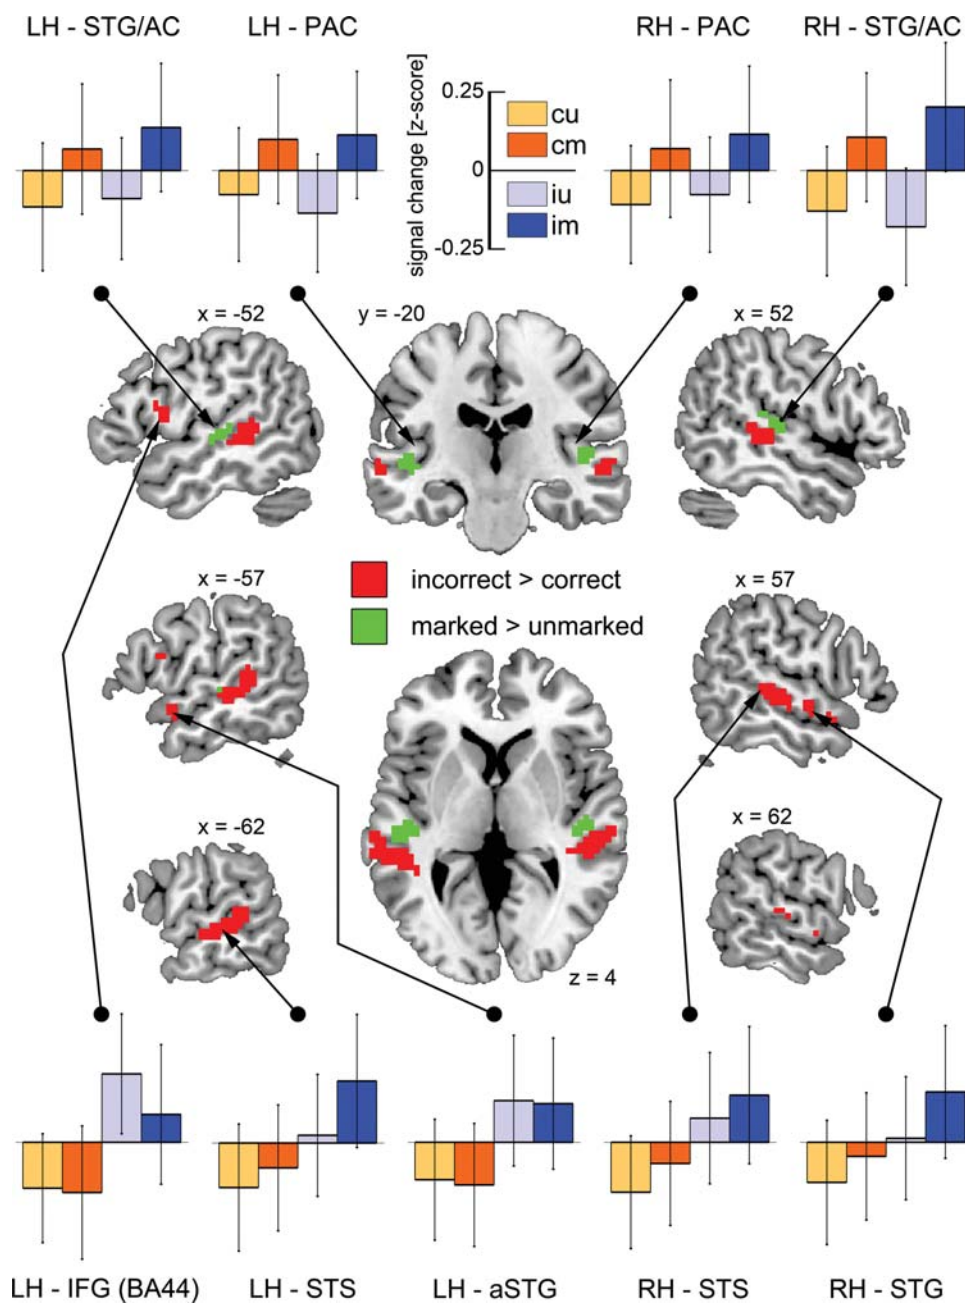 LH - STG/AC
LH - PAC
RH - PAC
RH - STG/AC
signal change [z-score]
0.25
0
-0.25
cu
cm
iu
im
x = -52
y = -20
x = 52
incorrect > correct
marked > unmarked
x = -57
x = 57
x = -62
x = 62
z = 4
LH - IFG (BA44)
LH - STS
LH - aSTG
RH - STS
RH - STG